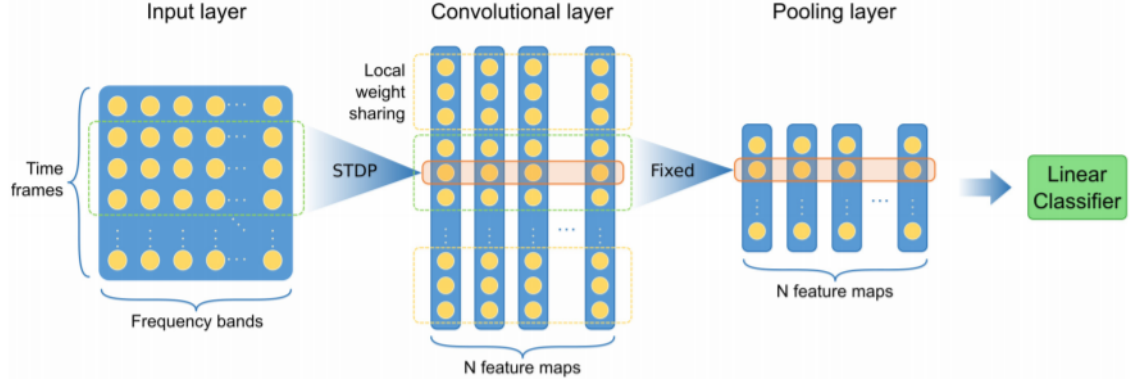 Input layer
Convolutional layer
Pooling layer
Local
weight
sharing
Time
frames
STDP
Fixed
Linear
Classifier
Frequency bands
N feature maps
N feature maps